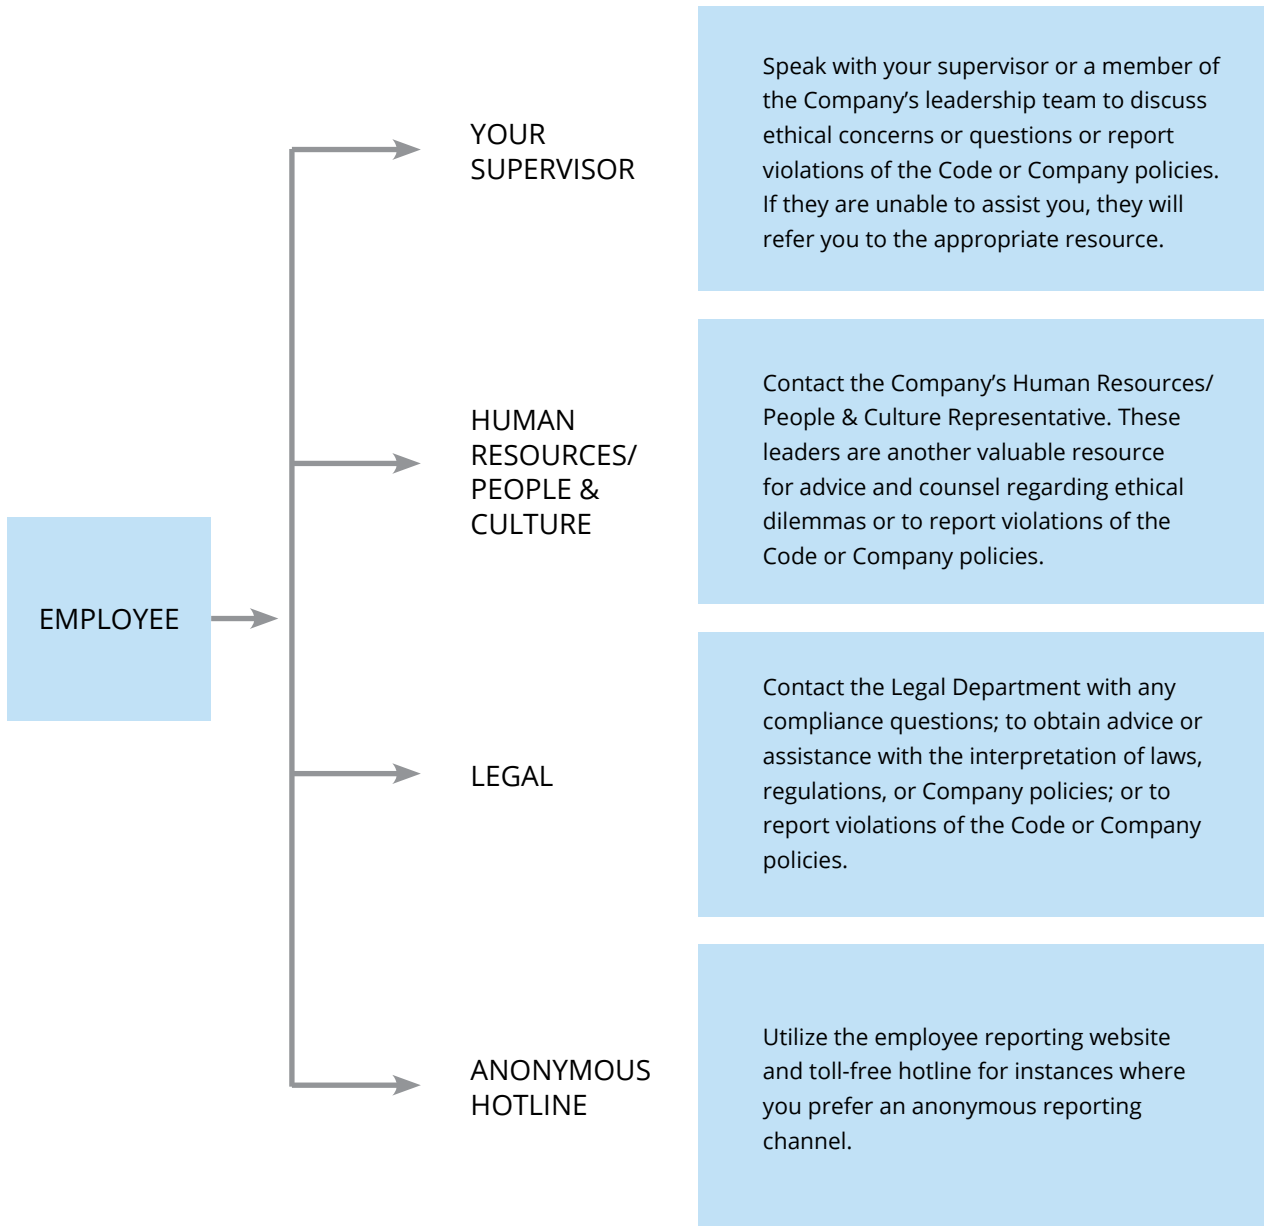 EMPLOYEE
YOUR
SUPERVISOR
Speak with your supervisor or a member of
the Company’s leadership team to discuss
ethical concerns or questions or report
violations of the Code or Company policies.
If they are unable to assist you, they will
refer you to the appropriate resource.
HUMAN
RESOURCES/
PEOPLE &
CULTURE
Contact the Company’s Human Resources/
People & Culture Representative. These
leaders are another valuable resource
for advice and counsel regarding ethical
dilemmas or to report violations of the
Code or Company policies.
LEGAL
Contact the Legal Department with any
compliance questions; to obtain advice or
assistance with the interpretation of laws,
regulations, or Company policies; or to
report violations of the Code or Company
policies.
ANONYMOUS
HOTLINE
Utilize the employee reporting website
and toll-free hotline for instances where
you prefer an anonymous reporting
channel.